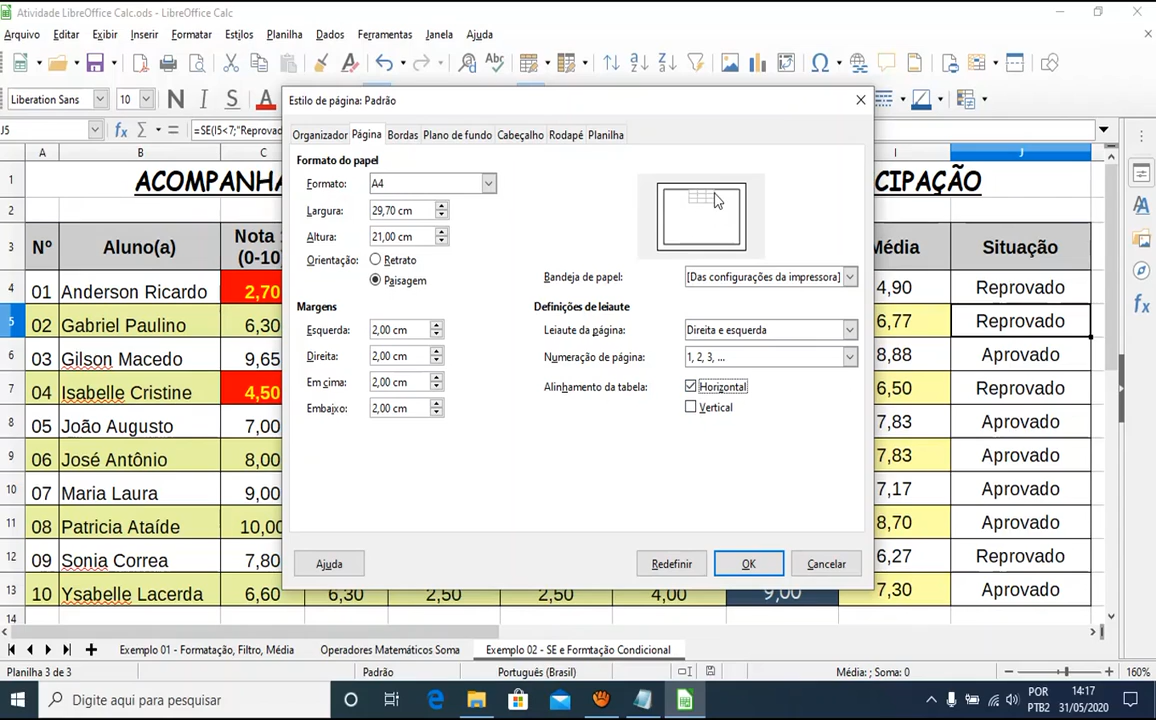 Atividade LibreOffice Calc.ods - LibreOffice Calc
Arquivo Editar Exibir Inserir Formatar Estilos Planilha Dados Ferramentas Janela Ajuda
Liberation Sans 10 N I S A
J5 =SE(I5<7;"Reprovad
Estilo de página: Padrão
Organizador Página Bordas Plano de fundo Cabeçalho Rodapé Planilha
Formato do papel
Formato: A4
Largura: 29,70 cm
Altura: 21,00 cm
Orientação: Retrato
Paisagem
Bandeja de papel: [Das configurações da impressora]
Margens
Esquerda: 2,00 cm
Direita: 2,00 cm
Em cima: 2,00 cm
Embaixo: 2,00 cm
Definições de leiaute
Leiaute da página: Direita e esquerda
Numeração de página: 1, 2, 3, ...
Alinhamento da tabela: Horizontal
Vertical
Ajuda Redefinir OK Cancelar
A B C I J
1 ACOMPANHA CIPAÇÃO
2
3 Nº Aluno(a) Nota (0-10) Média Situação
4 01 Anderson Ricardo 2,70 4,90 Reprovado
5 02 Gabriel Paulino 6,30 6,77 Reprovado
6 03 Gilson Macedo 9,65 8,88 Aprovado
7 04 Isabelle Cristine 4,50 6,50 Reprovado
8 05 João Augusto 7,00 7,83 Aprovado
9 06 José Antônio 8,00 7,83 Aprovado
10 07 Maria Laura 9,00 7,17 Aprovado
11 08 Patricia Ataíde 10,00 8,70 Aprovado
12 09 Sonia Correa 7,80 6,27 Reprovado
13 10 Ysabelle Lacerda 6,60 6,30 2,50 2,50 4,00 9,00 7,30 Aprovado
14
Exemplo 01 - Formatação, Filtro, Média Operadores Matemáticos Soma Exemplo 02 - SE e Formtação Condicional
Planilha 3 de 3 Padrão Português (Brasil) Média: ; Soma: 0 160%
Digite aqui para pesquisar
POR 14:17
PTB2 31/05/2020